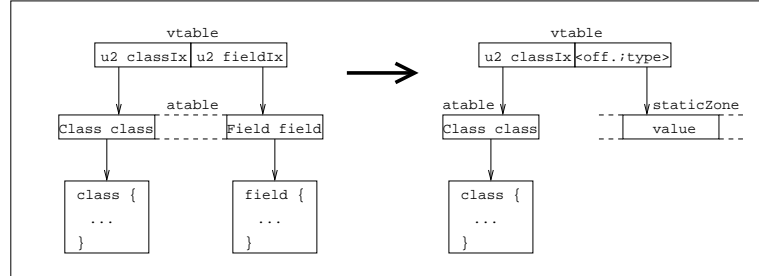 vtable
u2 classIx u2 fieldIx
atable
Class class Field field
class {
...
}
field {
...
}
vtable
u2 classIx <off.;type>
atable
staticZone
Class class
value
class {
...
}